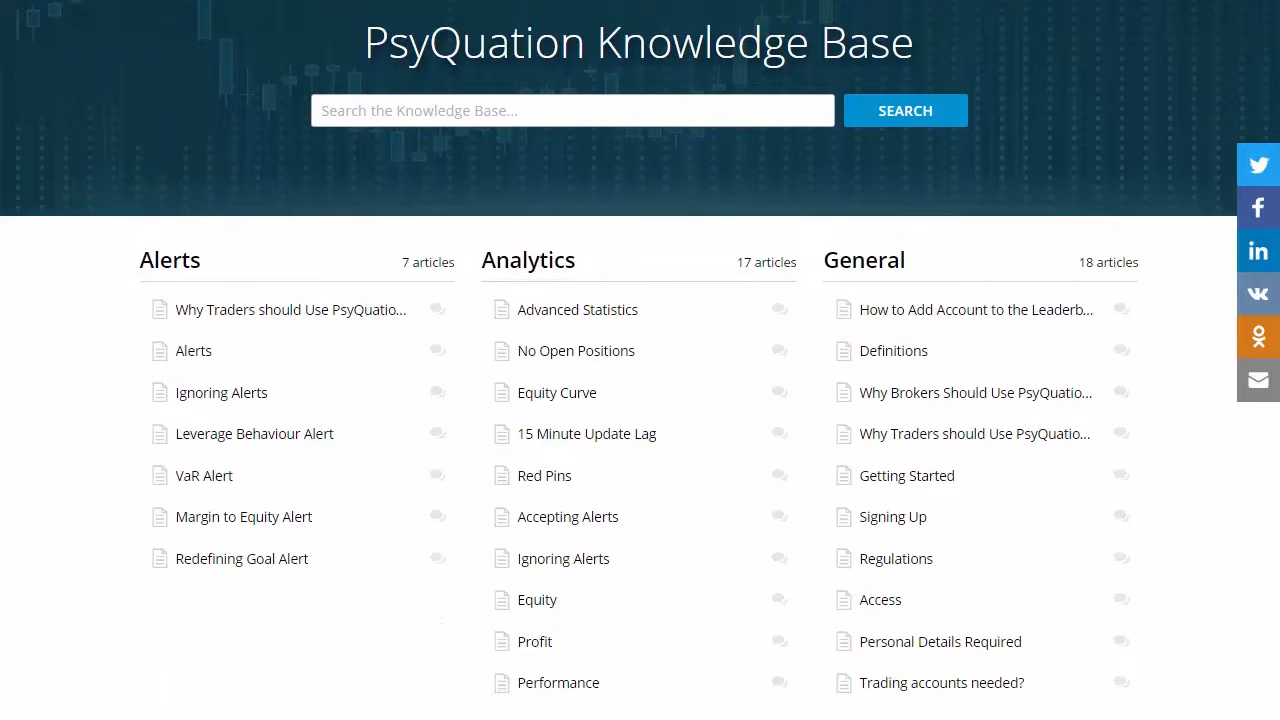 PsyQuation Knowledge Base
Search the Knowledge Base...
SEARCH
Alerts
7 articles
Why Traders should Use PsyQuatio...
Alerts
Ignoring Alerts
Leverage Behaviour Alert
VaR Alert
Margin to Equity Alert
Redefining Goal Alert
Analytics
17 articles
Advanced Statistics
No Open Positions
Equity Curve
15 Minute Update Lag
Red Pins
Accepting Alerts
Ignoring Alerts
Equity
Profit
Performance
General
18 articles
How to Add Account to the Leaderb...
Definitions
Why Brokers Should Use PsyQuatio...
Why Traders should Use PsyQuatio...
Getting Started
Signing Up
Regulations
Access
Personal Details Required
Trading accounts needed?